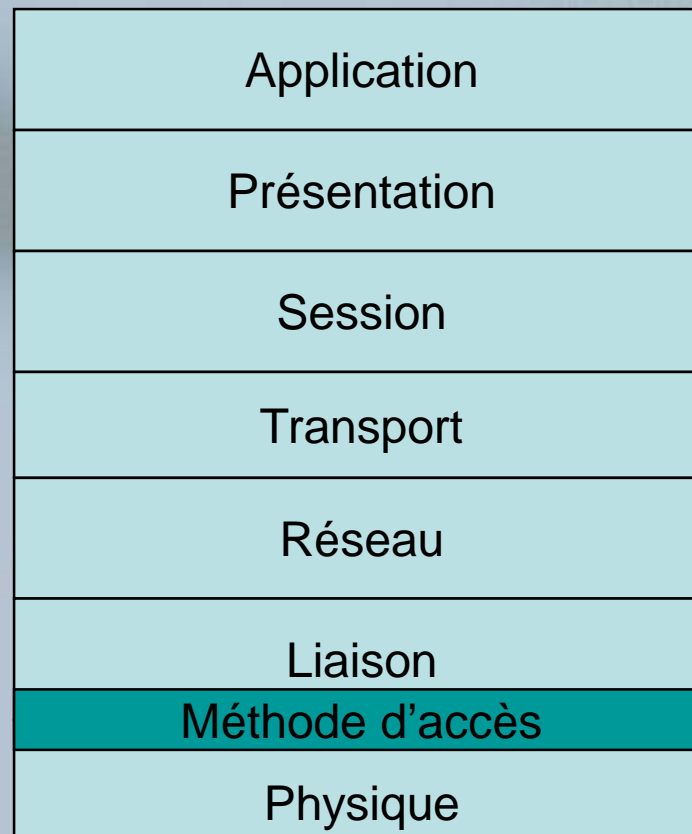 Application
Présentation
Session
Transport
Réseau
Liaison
Méthode d’accès
Physique